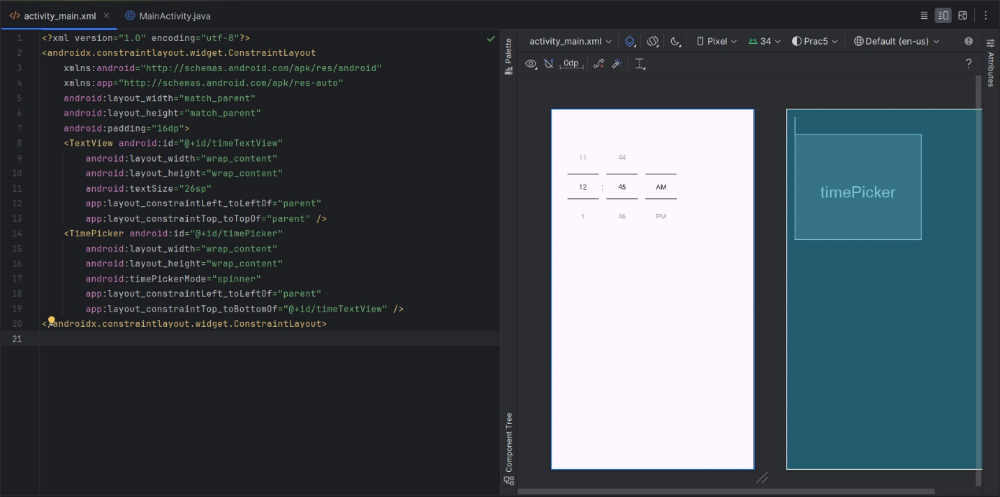 activity_main.xml
MainActivity.java
1 <?xml version="1.0" encoding="utf-8"?>
2 <androidx.constraintlayout.widget.ConstraintLayout
3 xmlns:android="http://schemas.android.com/apk/res/android"
4 xmlns:app="http://schemas.android.com/apk/res-auto"
5 android:layout_width="match_parent"
6 android:layout_height="match_parent"
7 android:padding="16dp">
8 <TextView android:id="@+id/timeTextView"
9 android:layout_width="wrap_content"
10 android:layout_height="wrap_content"
11 android:textSize="26sp"
12 app:layout_constraintLeft_toLeftOf="parent"
13 app:layout_constraintTop_toTopOf="parent" />
14 <TimePicker android:id="@+id/timePicker"
15 android:layout_width="wrap_content"
16 android:layout_height="wrap_content"
17 android:timePickerMode="spinner"
18 app:layout_constraintLeft_toLeftOf="parent"
19 app:layout_constraintTop_toBottomOf="@+id/timeTextView" />
20 </androidx.constraintlayout.widget.ConstraintLayout>
21
Palette
Component Tree
activity_main.xml Pixel 34 Prac5 Default (en-us)
0dp ?
11 44
12 : 45 AM
1 46 PM
timePicker
Attributes